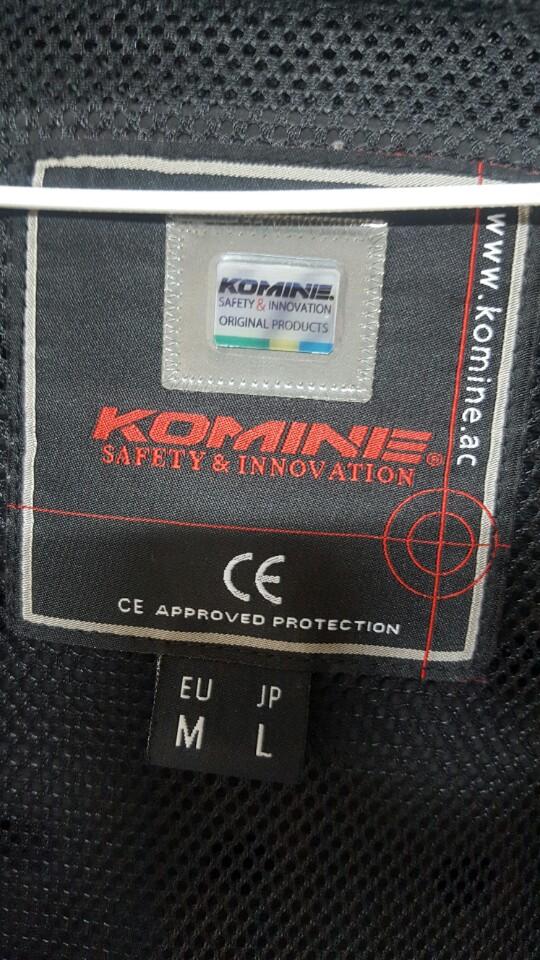 KOMINE.
SAFETY & INNOVATION
ORIGINAL PRODUCTS
www.komine.ac
KOMINE®
SAFETY & INNOVATION
CE
CE APPROVED PROTECTION
EU JP
M L